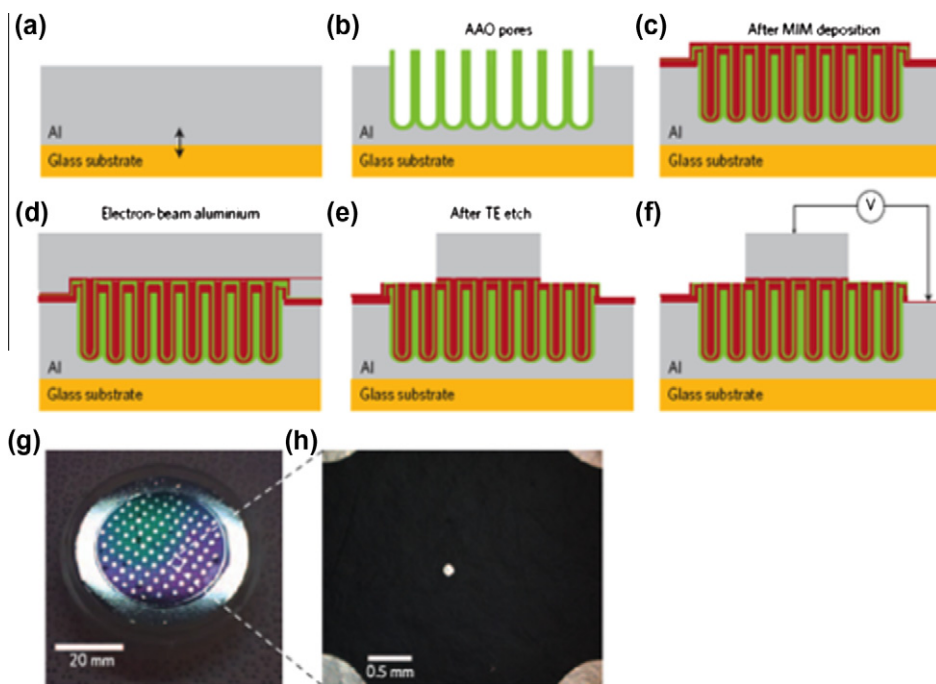 (a)
(b)
(c)
AAO pores
After MIM deposition
Al
Glass substrate
Al
Glass substrate
Al
Glass substrate
(d)
(e)
(f)
Electron-beam aluminium
After TE etch
V
Al
Glass substrate
Al
Glass substrate
Al
Glass substrate
(g)
(h)
20 mm
0.5 mm